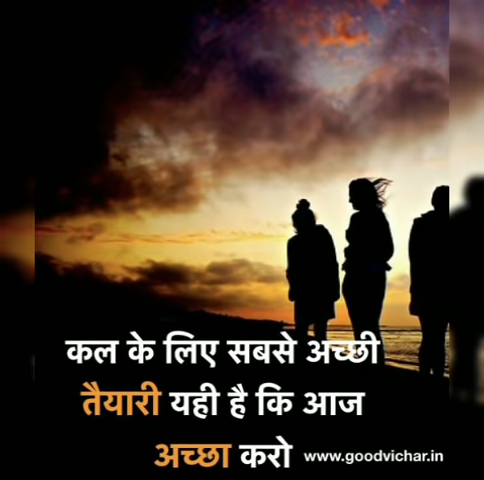 कल के लिए सबसे अच्छी
तैयारी यही है कि आज
अच्छा करो www.goodvichar.in